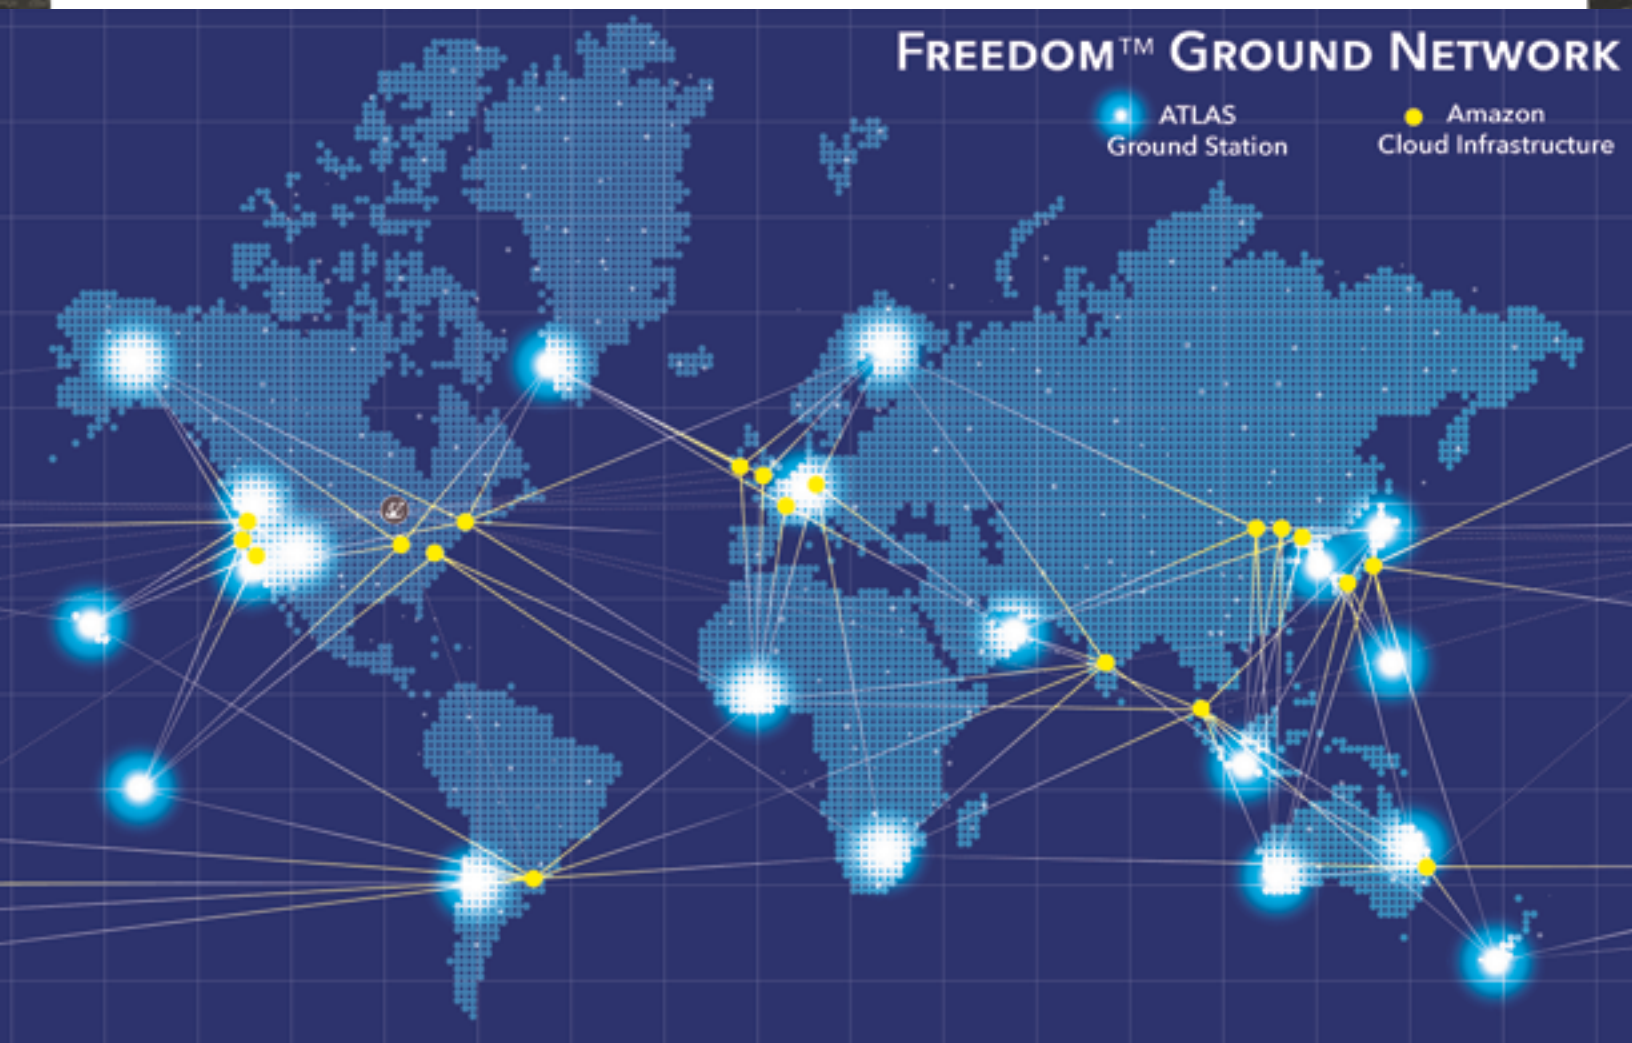 FREEDOM™ GROUND NETWORK
ATLAS
Ground Station
Amazon
Cloud Infrastructure